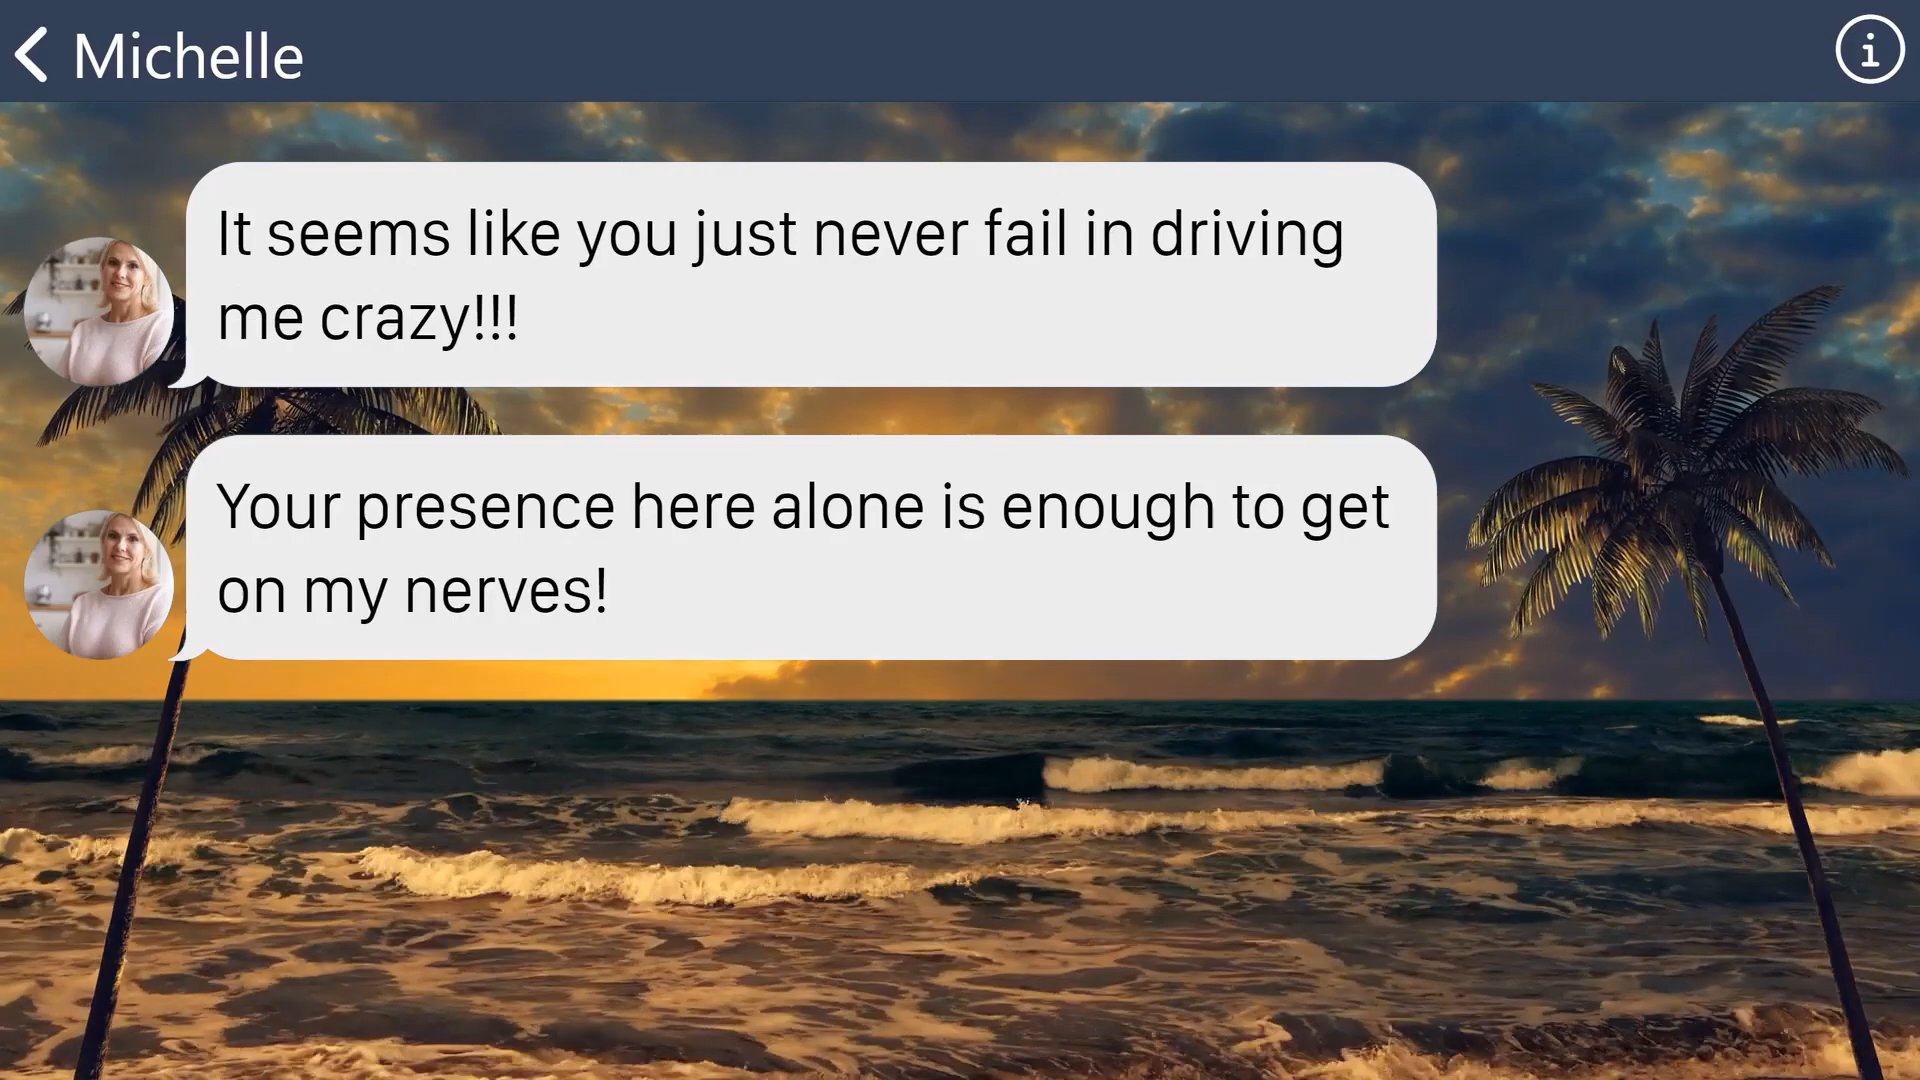 Michelle
It seems like you just never fail in driving
me crazy!!!
Your presence here alone is enough to get
on my nerves!